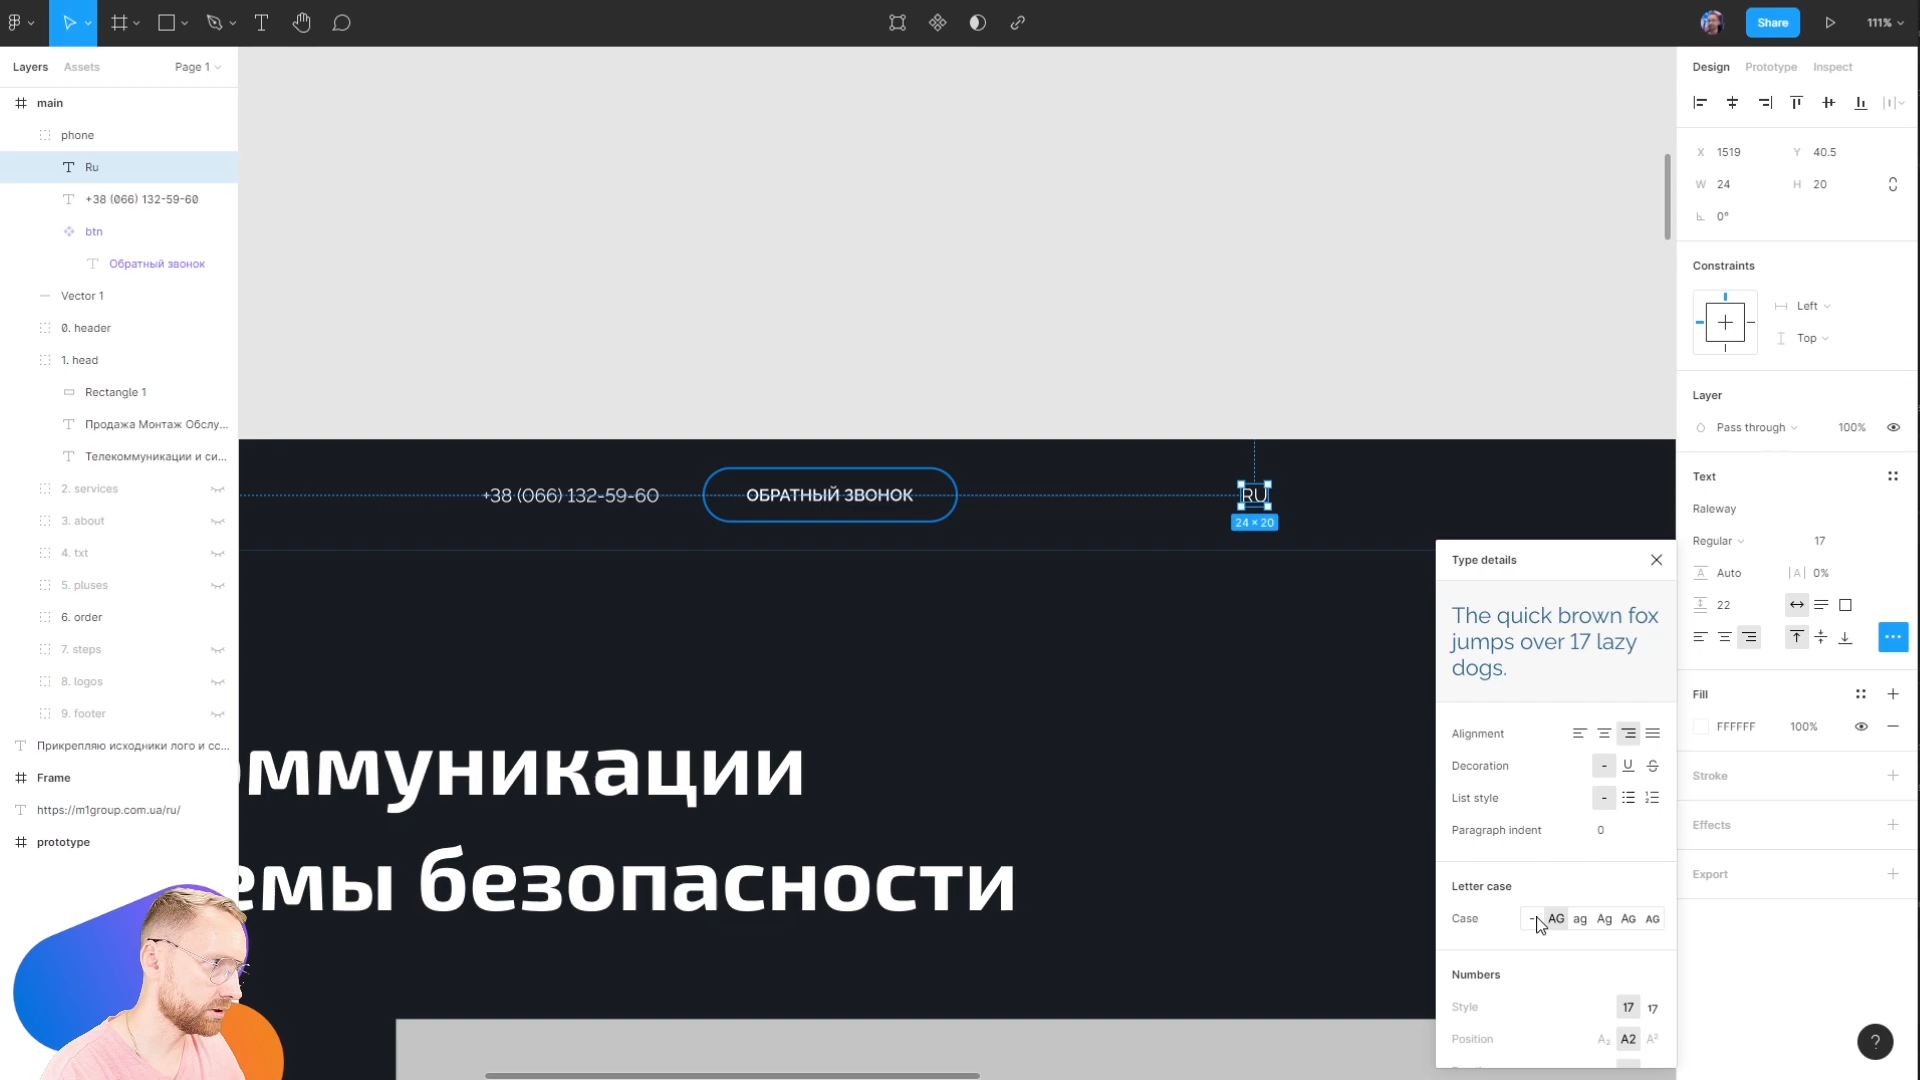 Share
111%
Layers
Assets
Page 1
Design
Prototype
Inspect
main
phone
Ru
+38 (066) 132-59-60
btn
Обратный звонок
Vector 1
0. header
1. head
Rectangle 1
Продажа Монтаж Обслу...
Телекоммуникации и си...
2. services
3. about
4. txt
5. pluses
6. order
7. steps
8. logos
9. footer
Прикрепляю исходники лого и сс...
Frame
https://m1group.com.ua/ru/
prototype
+38 (066) 132-59-60
ОБРАТНЫЙ ЗВОНОК
RU
24 × 20
оммуникации
емы безопасности
Type details
The quick brown fox
jumps over 17 lazy
dogs.
Alignment
Decoration
-
U
S
List style
-
Paragraph indent
0
Letter case
Case
-
AG
ag
Ag
AG
AG
Numbers
Style
17
17
Position
A₂
A2
A²
X
1519
Y
40.5
W
24
H
20
0°
Constraints
Left
Top
Layer
Pass through
100%
Text
Raleway
Regular
17
Auto
|A|
0%
22
Fill
FFFFFF
100%
Stroke
Effects
Export
?